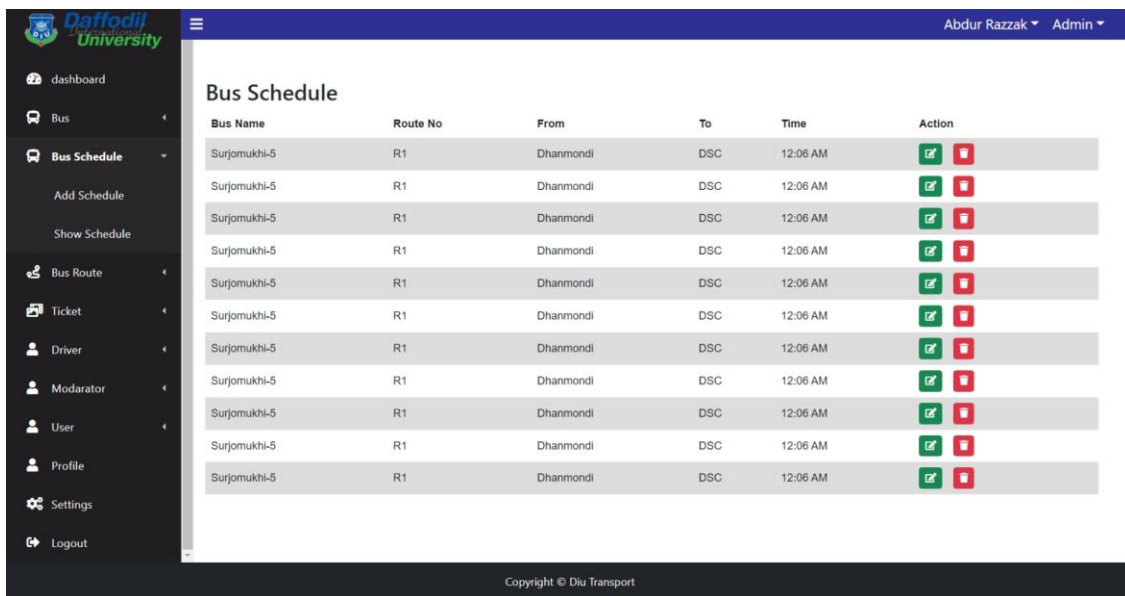 Daffodil
International
University
Abdur Razzak Admin
dashboard
Bus
Bus Schedule
Add Schedule
Show Schedule
Bus Route
Ticket
Driver
Modarator
User
Profile
Settings
Logout
Bus Schedule
Bus Name Route No From To Time Action
Surjomukhi-5 R1 Dhanmondi DSC 12:06 AM
Surjomukhi-5 R1 Dhanmondi DSC 12:06 AM
Surjomukhi-5 R1 Dhanmondi DSC 12:06 AM
Surjomukhi-5 R1 Dhanmondi DSC 12:06 AM
Surjomukhi-5 R1 Dhanmondi DSC 12:06 AM
Surjomukhi-5 R1 Dhanmondi DSC 12:06 AM
Surjomukhi-5 R1 Dhanmondi DSC 12:06 AM
Surjomukhi-5 R1 Dhanmondi DSC 12:06 AM
Surjomukhi-5 R1 Dhanmondi DSC 12:06 AM
Surjomukhi-5 R1 Dhanmondi DSC 12:06 AM
Surjomukhi-5 R1 Dhanmondi DSC 12:06 AM
Copyright © Diu Transport